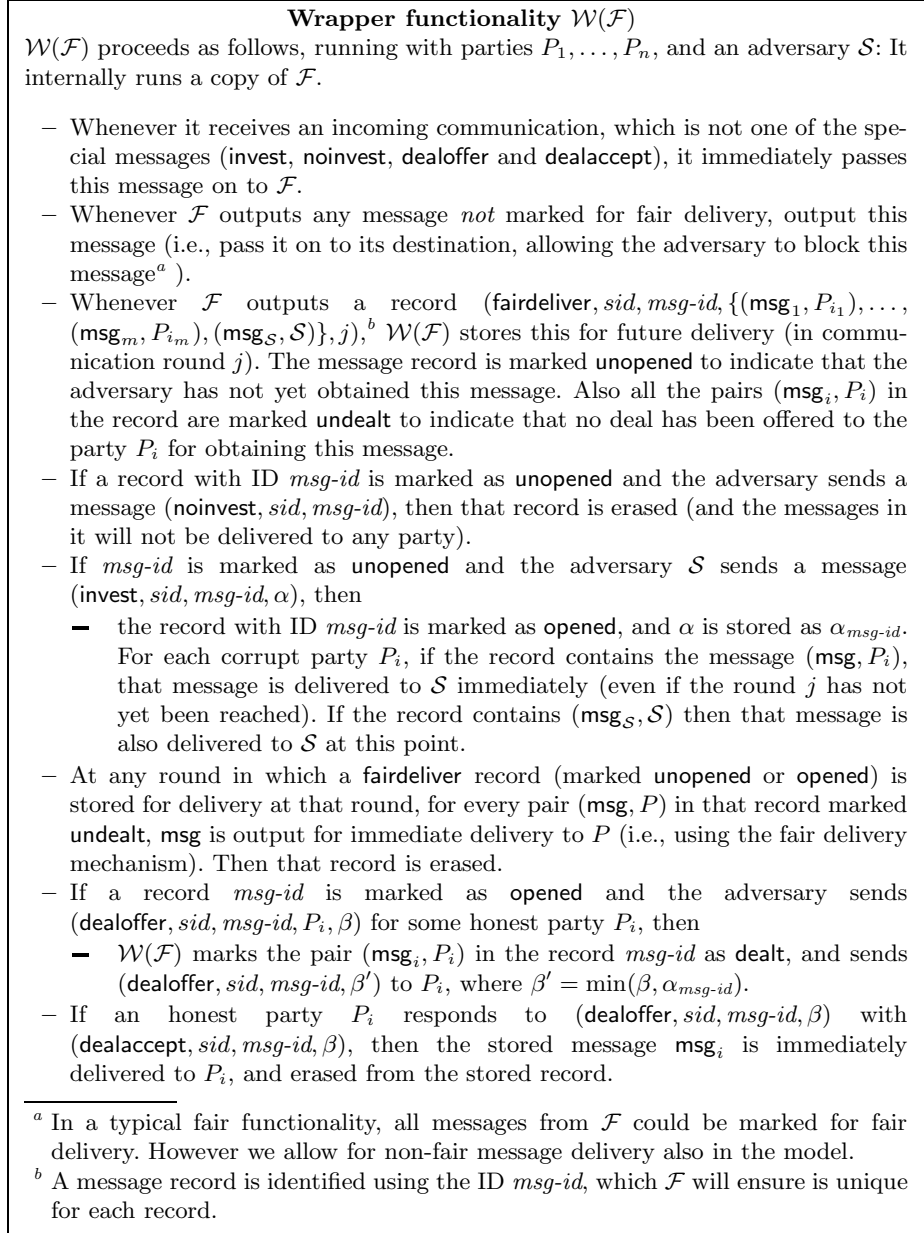 Wrapper functionality 𝒲(ℱ)
𝒲(ℱ) proceeds as follows, running with parties P₁, . . . , Pₙ, and an adversary 𝒮: It
internally runs a copy of ℱ.
– Whenever it receives an incoming communication, which is not one of the spe-
cial messages (invest, noinvest, dealoffer and dealaccept), it immediately passes
this message on to ℱ.
– Whenever ℱ outputs any message not marked for fair delivery, output this
message (i.e., pass it on to its destination, allowing the adversary to block this
messageᵃ ).
– Whenever ℱ outputs a record (fairdeliver, sid, msg-id, {(msg₁, P_{i₁}), . . . ,
(msgₘ, P_{iₘ}), (msg_𝒮, 𝒮)}, j),ᵇ 𝒲(ℱ) stores this for future delivery (in commu-
nication round j). The message record is marked unopened to indicate that the
adversary has not yet obtained this message. Also all the pairs (msgᵢ, Pᵢ) in
the record are marked undealt to indicate that no deal has been offered to the
party Pᵢ for obtaining this message.
– If a record with ID msg-id is marked as unopened and the adversary sends a
message (noinvest, sid, msg-id), then that record is erased (and the messages in
it will not be delivered to any party).
– If msg-id is marked as unopened and the adversary 𝒮 sends a message
(invest, sid, msg-id, α), then
– the record with ID msg-id is marked as opened, and α is stored as α_{msg-id}.
For each corrupt party Pᵢ, if the record contains the message (msg, Pᵢ),
that message is delivered to 𝒮 immediately (even if the round j has not
yet been reached). If the record contains (msg_𝒮, 𝒮) then that message is
also delivered to 𝒮 at this point.
– At any round in which a fairdeliver record (marked unopened or opened) is
stored for delivery at that round, for every pair (msg, P) in that record marked
undealt, msg is output for immediate delivery to P (i.e., using the fair delivery
mechanism). Then that record is erased.
– If a record msg-id is marked as opened and the adversary sends
(dealoffer, sid, msg-id, Pᵢ, β) for some honest party Pᵢ, then
– 𝒲(ℱ) marks the pair (msgᵢ, Pᵢ) in the record msg-id as dealt, and sends
(dealoffer, sid, msg-id, β′) to Pᵢ, where β′ = min(β, α_{msg-id}).
– If an honest party Pᵢ responds to (dealoffer, sid, msg-id, β) with
(dealaccept, sid, msg-id, β), then the stored message msgᵢ is immediately
delivered to Pᵢ, and erased from the stored record.
ᵃ In a typical fair functionality, all messages from ℱ could be marked for fair
delivery. However we allow for non-fair message delivery also in the model.
ᵇ A message record is identified using the ID msg-id, which ℱ will ensure is unique
for each record.